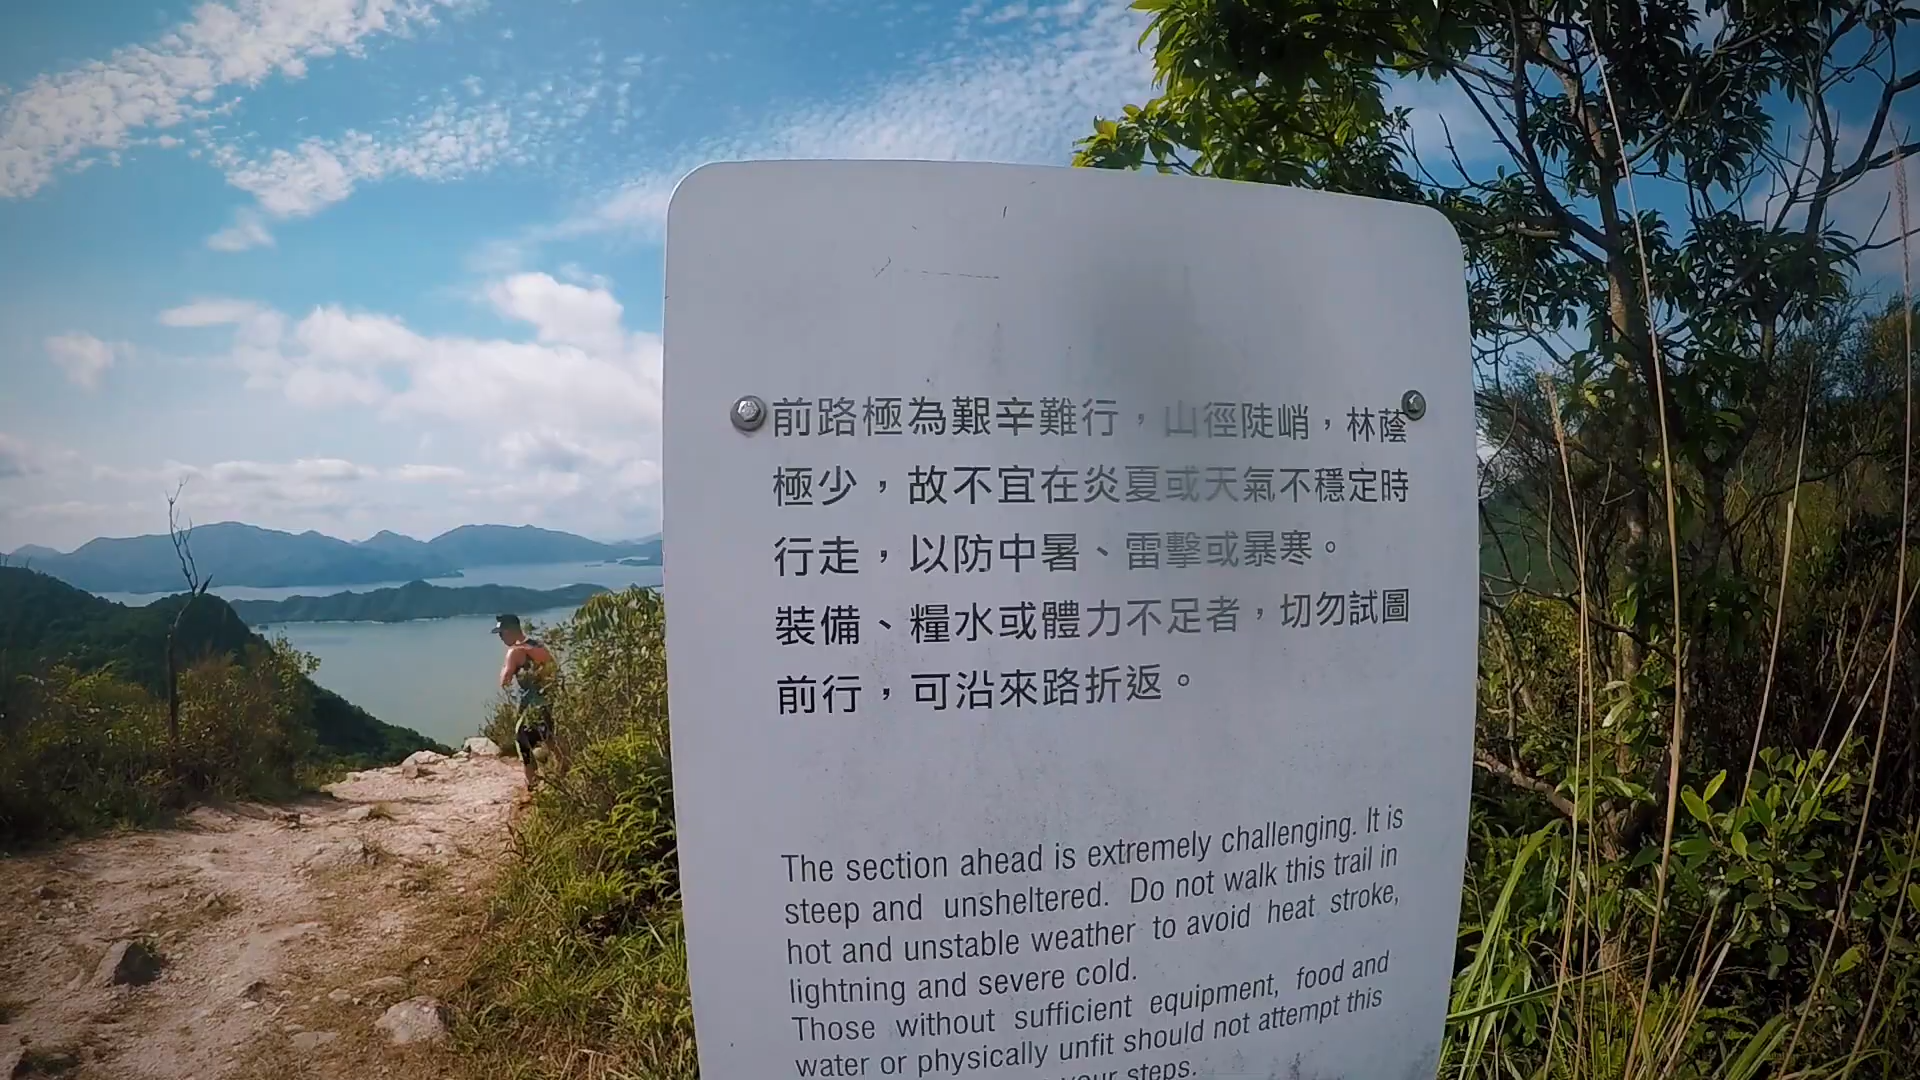 前路極為艱辛難行，山徑陡峭，林蔭
極少，故不宜在炎夏或天氣不穩定時
行走，以防中暑、雷擊或暴寒。
裝備、糧水或體力不足者，切勿試圖
前行，可沿來路折返。
The section ahead is extremely challenging. It is
steep and unsheltered. Do not walk this trail in
hot and unstable weather to avoid heat stroke,
lightning and severe cold.
Those without sufficient equipment, food and
water or physically unfit should not attempt this
your steps.